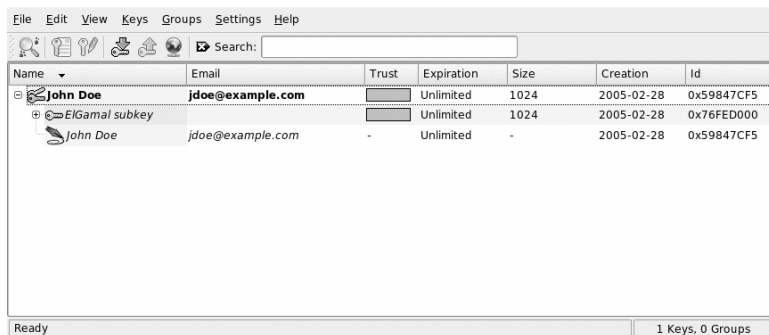 File Edit View Keys Groups Settings Help
Search:
Name Email Trust Expiration Size Creation Id
John Doe jdoe@example.com Unlimited 1024 2005-02-28 0x59847CF5
ElGamal subkey Unlimited 1024 2005-02-28 0x76FED000
John Doe jdoe@example.com - Unlimited - 2005-02-28 0x59847CF5
Ready 1 Keys, 0 Groups